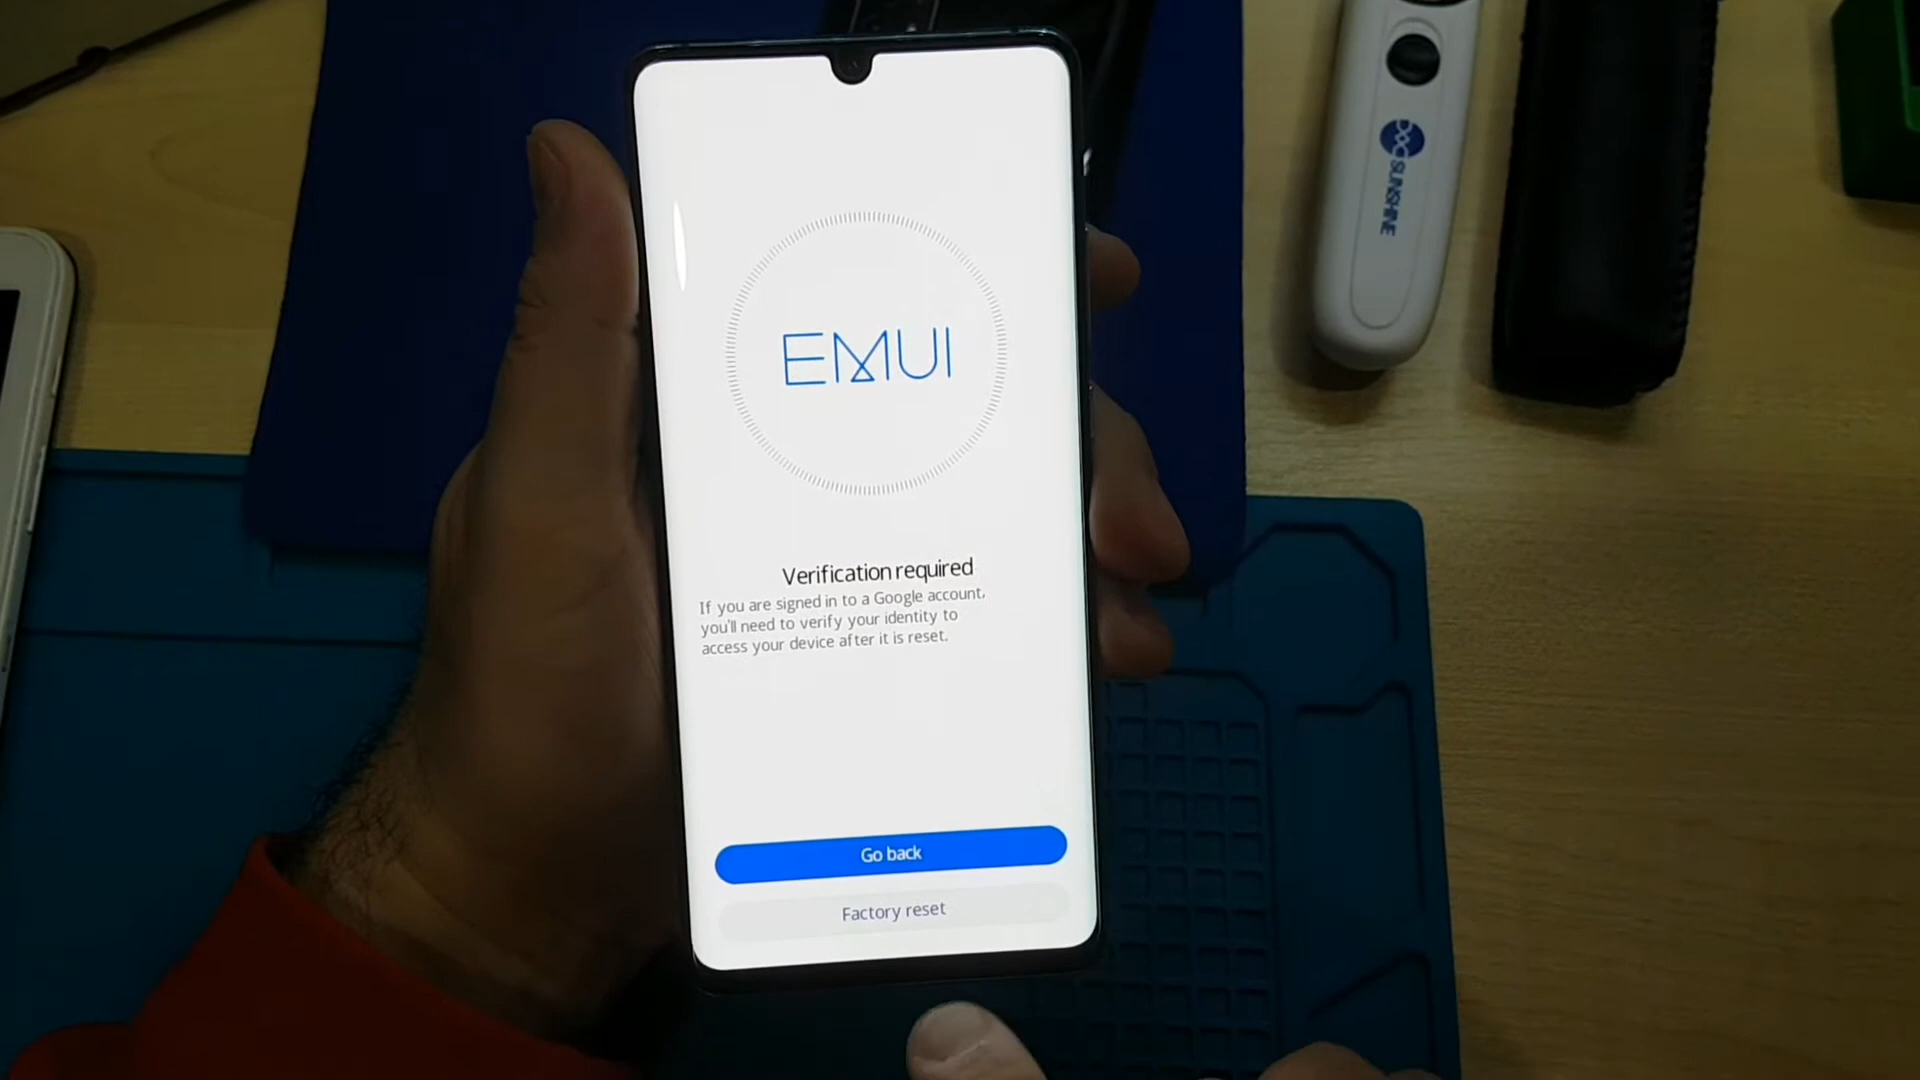 EMUI
Verification required
If you are signed in to a Google account,
you'll need to verify your identity to
access your device after it is reset.
Go back
Factory reset
SUNSHINE